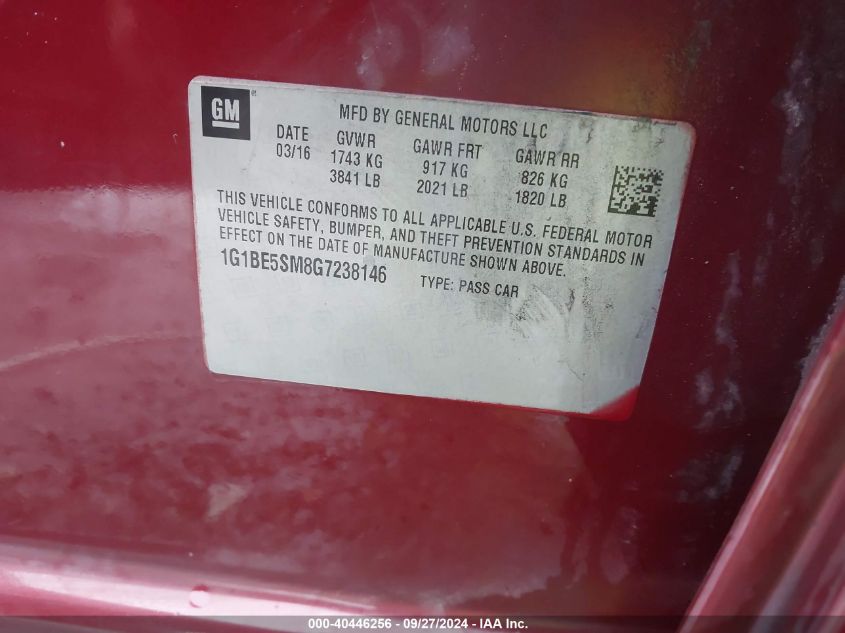 GM
MFD BY GENERAL MOTORS LLC
DATE GVWR GAWR FRT GAWR RR
03/16 1743 KG 917 KG 826 KG
3841 LB 2021 LB 1820 LB
THIS VEHICLE CONFORMS TO ALL APPLICABLE U.S. FEDERAL MOTOR
VEHICLE SAFETY, BUMPER, AND THEFT PREVENTION STANDARDS IN
EFFECT ON THE DATE OF MANUFACTURE SHOWN ABOVE.
1G1BE5SM8G7238146 TYPE: PASS CAR
000-40446256 - 09/27/2024 - IAA Inc.